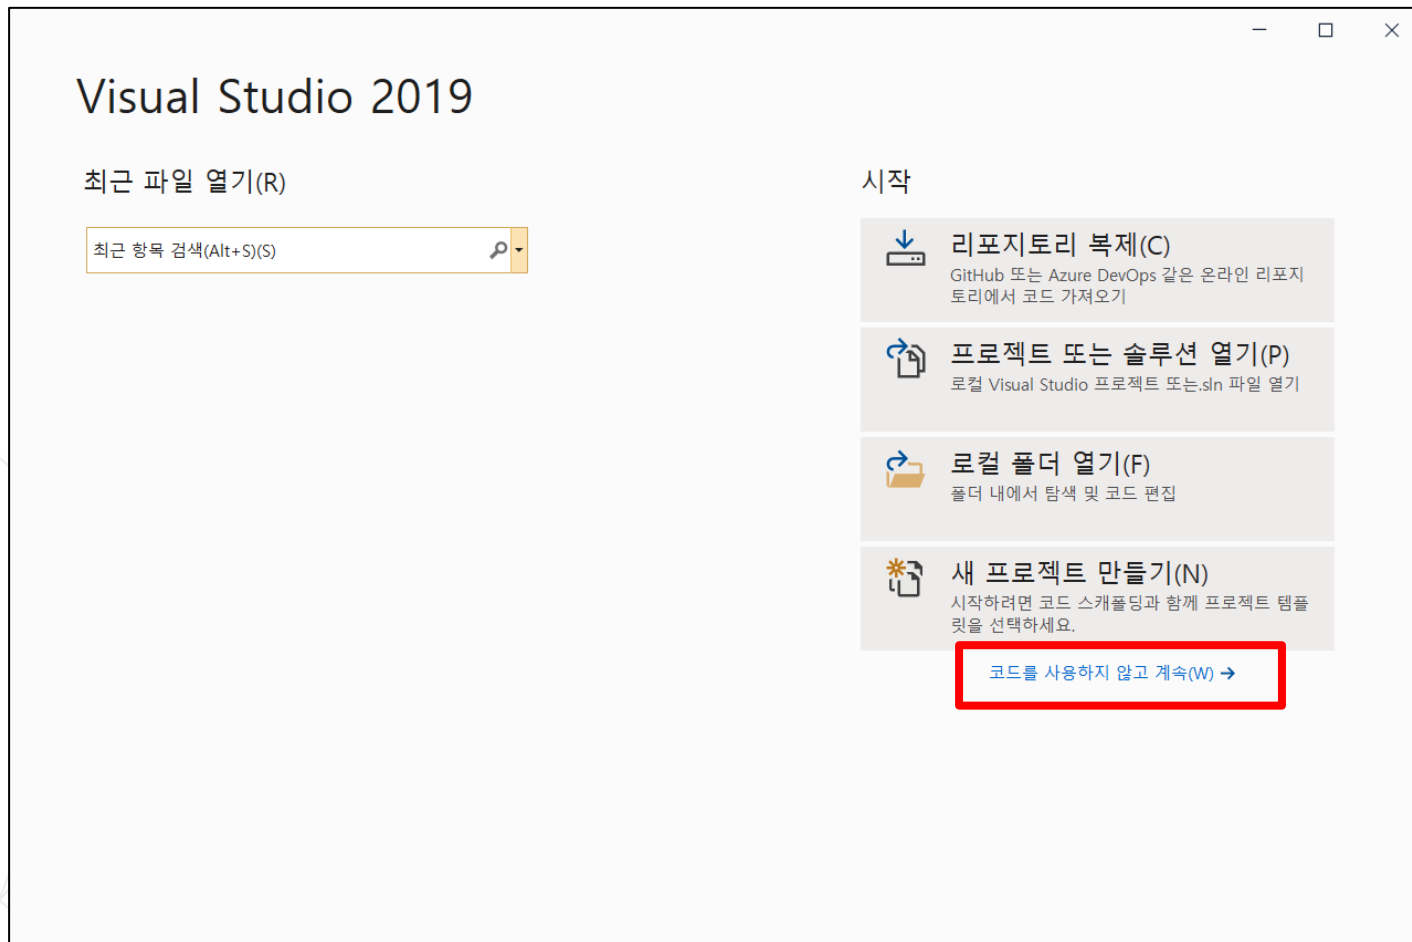 Visual Studio 2019
최근 파일 열기(R)
최근 항목 검색(Alt+S)(S)
시작
리포지토리 복제(C)
GitHub 또는 Azure DevOps 같은 온라인 리포지
토리에서 코드 가져오기
프로젝트 또는 솔루션 열기(P)
로컬 Visual Studio 프로젝트 또는.sln 파일 열기
로컬 폴더 열기(F)
폴더 내에서 탐색 및 코드 편집
새 프로젝트 만들기(N)
시작하려면 코드 스캐폴딩과 함께 프로젝트 템플
릿을 선택하세요.
코드를 사용하지 않고 계속(W) →